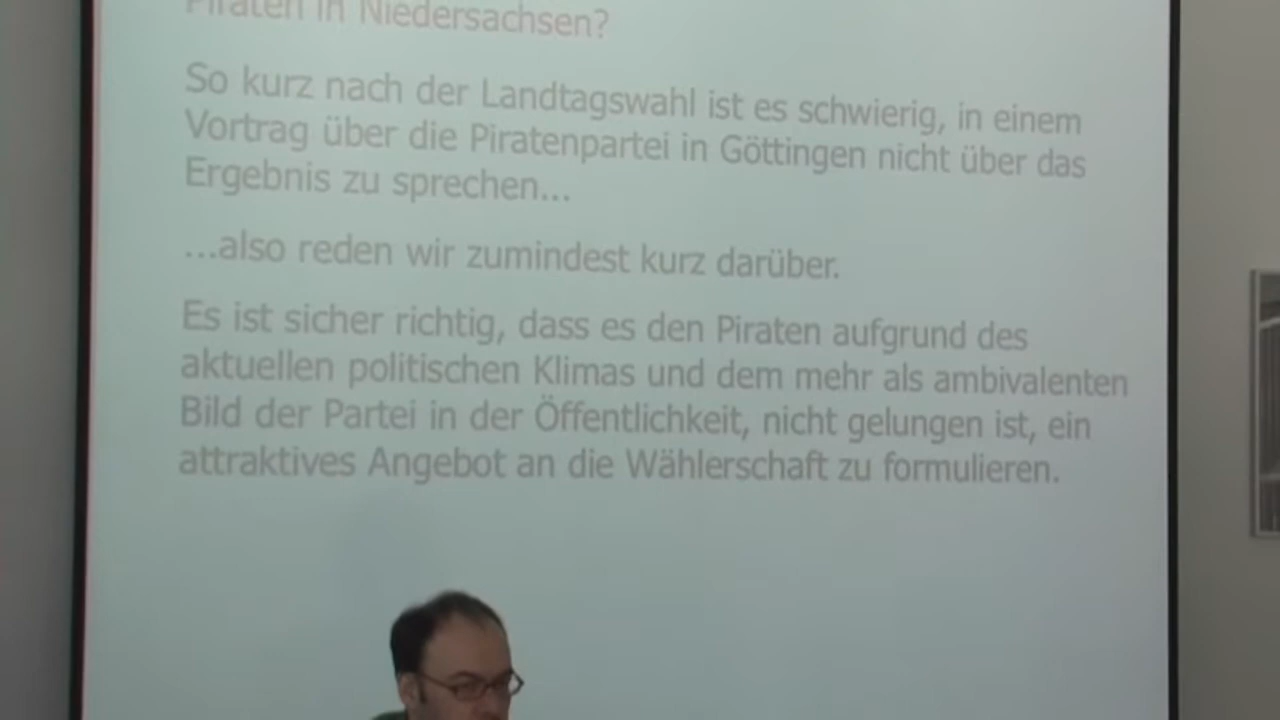 Piraten in Niedersachsen?
So kurz nach der Landtagswahl ist es schwierig, in einem
Vortrag über die Piratenpartei in Göttingen nicht über das
Ergebnis zu sprechen...
...also reden wir zumindest kurz darüber.
Es ist sicher richtig, dass es den Piraten aufgrund des
aktuellen politischen Klimas und dem mehr als ambivalenten
Bild der Partei in der Öffentlichkeit, nicht gelungen ist, ein
attraktives Angebot an die Wählerschaft zu formulieren.